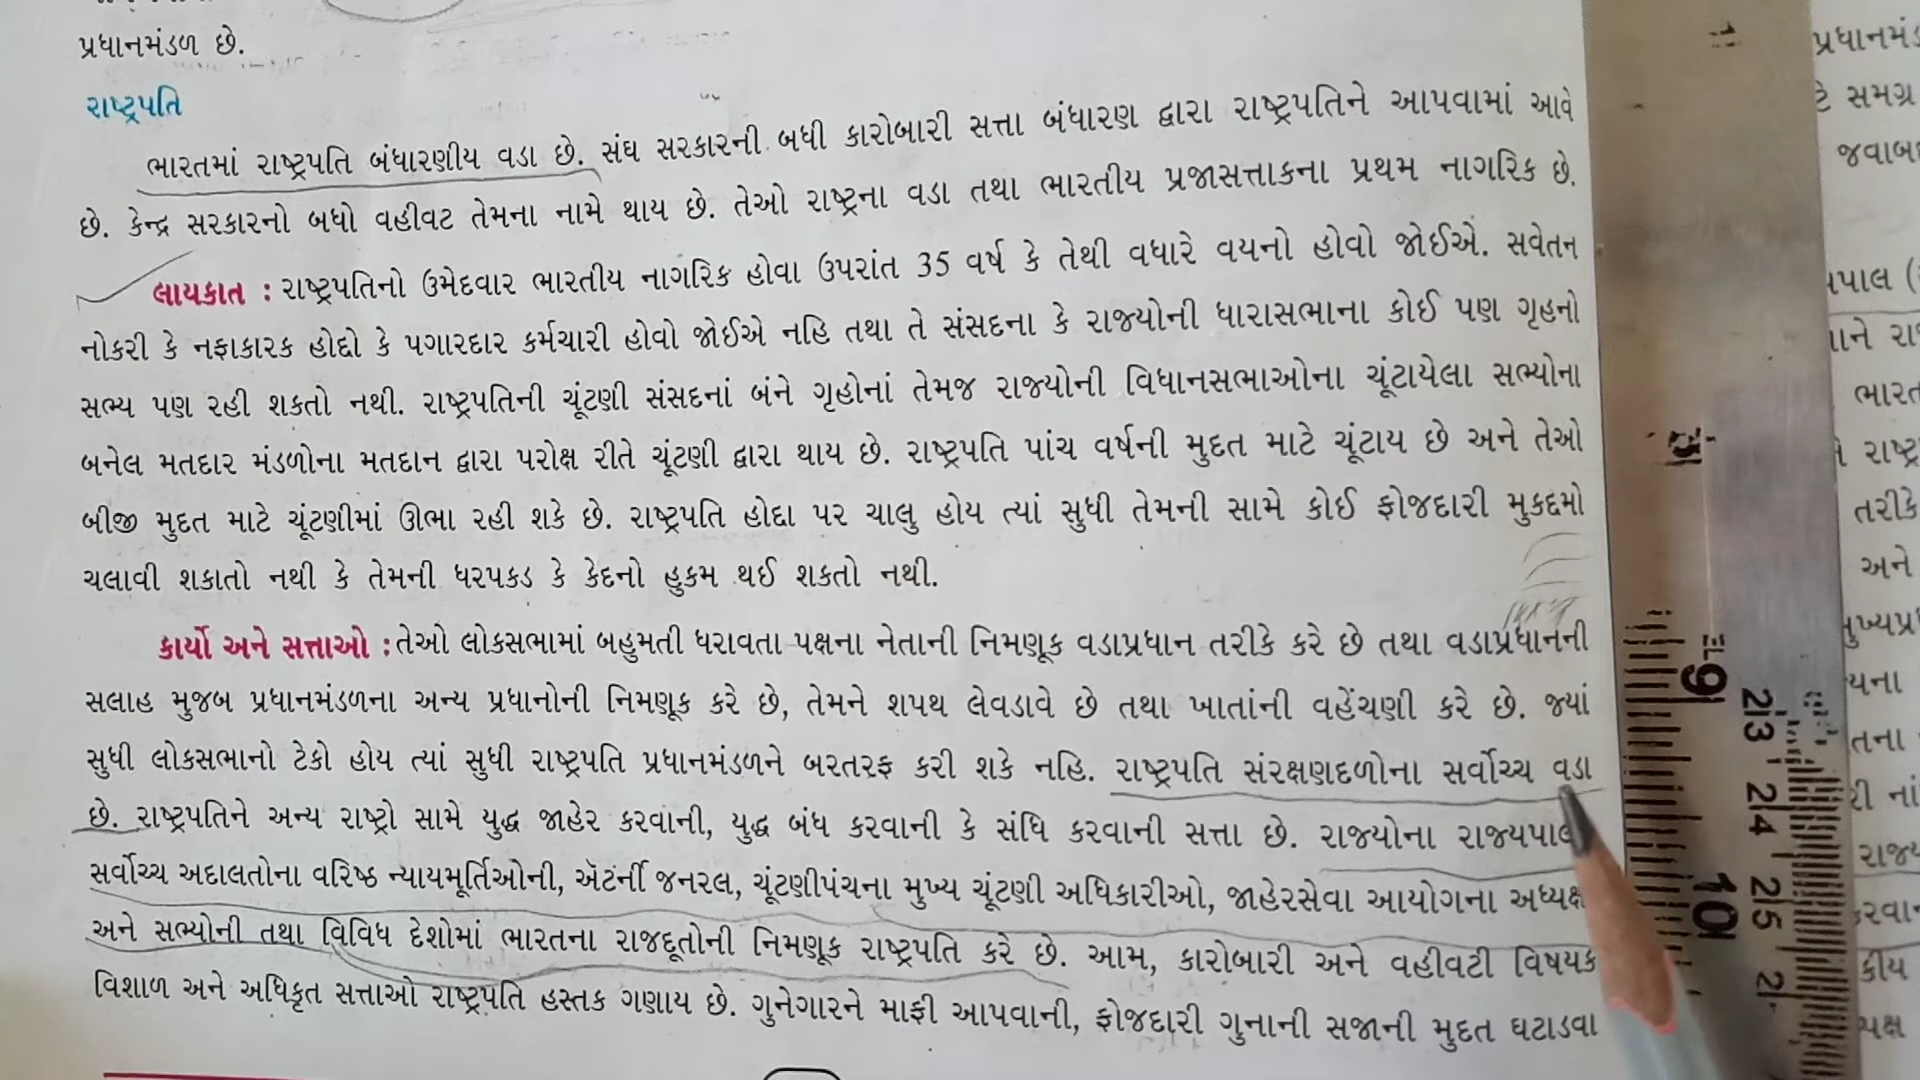 પ્રધાનમંડળ છે.
રાષ્ટ્રપતિ
ભારતમાં રાષ્ટ્રપતિ બંધારણીય વડા છે. સંઘ સરકારની બધી કારોબારી સત્તા બંધારણ દ્વારા રાષ્ટ્રપતિને આપવામાં આવે
છે. કેન્દ્ર સરકારનો બધો વહીવટ તેમના નામે થાય છે. તેઓ રાષ્ટ્રના વડા તથા ભારતીય પ્રજાસત્તાકના પ્રથમ નાગરિક છે.
લાયકાત : રાષ્ટ્રપતિનો ઉમેદવાર ભારતીય નાગરિક હોવા ઉપરાંત 35 વર્ષ કે તેથી વધારે વયનો હોવો જોઈએ. સવેતન
નોકરી કે નફાકારક હોદ્દો કે પગારદાર કર્મચારી હોવો જોઈએ નહિ તથા તે સંસદના કે રાજ્યોની ધારાસભાના કોઈ પણ ગૃહનો
સભ્ય પણ રહી શકતો નથી. રાષ્ટ્રપતિની ચૂંટણી સંસદનાં બંને ગૃહોનાં તેમજ રાજ્યોની વિધાનસભાઓના ચૂંટાયેલા સભ્યોના
બનેલ મતદાર મંડળોના મતદાન દ્વારા પરોક્ષ રીતે ચૂંટણી દ્વારા થાય છે. રાષ્ટ્રપતિ પાંચ વર્ષની મુદત માટે ચૂંટાય છે અને તેઓ
બીજી મુદત માટે ચૂંટણીમાં ઊભા રહી શકે છે. રાષ્ટ્રપતિ હોદ્દા પર ચાલુ હોય ત્યાં સુધી તેમની સામે કોઈ ફોજદારી મુકદ્દમો
ચલાવી શકાતો નથી કે તેમની ધરપકડ કે કેદનો હુકમ થઈ શકતો નથી.
કાર્યો અને સત્તાઓ : તેઓ લોકસભામાં બહુમતી ધરાવતા પક્ષના નેતાની નિમણૂક વડાપ્રધાન તરીકે કરે છે તથા વડાપ્રધાનની
સલાહ મુજબ પ્રધાનમંડળના અન્ય પ્રધાનોની નિમણૂક કરે છે, તેમને શપથ લેવડાવે છે તથા ખાતાંની વહેંચણી કરે છે. જ્યાં
સુધી લોકસભાનો ટેકો હોય ત્યાં સુધી રાષ્ટ્રપતિ પ્રધાનમંડળને બરતરફ કરી શકે નહિ. રાષ્ટ્રપતિ સંરક્ષણદળોના સર્વોચ્ચ વડા
છે. રાષ્ટ્રપતિને અન્ય રાષ્ટ્રો સામે યુદ્ધ જાહેર કરવાની, યુદ્ધ બંધ કરવાની કે સંધિ કરવાની સત્તા છે. રાજ્યોના
સર્વોચ્ચ અદાલતોના વરિષ્ઠ ન્યાયમૂર્તિઓની, ઍટર્ની જનરલ, ચૂંટણીપંચના મુખ્ય ચૂંટણી અધિકારીઓ, જાહેરસેવા આયોગના અધ્યક્ષ
અને સભ્યોની તથા વિવિધ દેશોમાં ભારતના રાજદૂતોની નિમણૂક રાષ્ટ્રપતિ કરે છે. આમ, કારોબારી અને વહીવટી વિષયક
વિશાળ અને અધિકૃત સત્તાઓ રાષ્ટ્રપતિ હસ્તક ગણાય છે. ગુનેગારને માફી આપવાની, ફોજદારી ગુનાની સજાની મુદત ઘટાડવા
9
10
23
24
25
સમગ્ર
અને